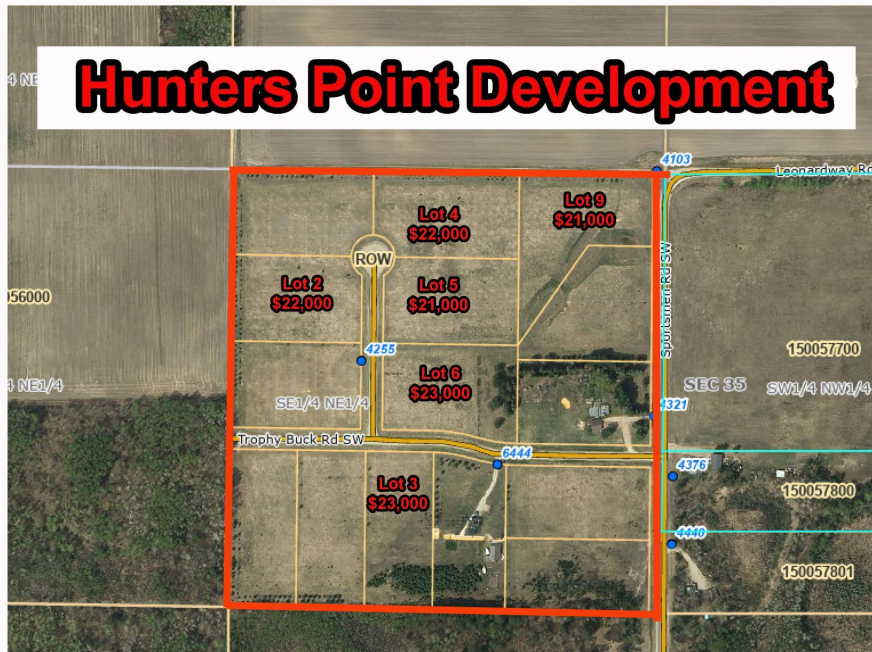 Hunters Point Development
4 NE
4103
Leonardway Rd
Lot 9
$21,000
Lot 4
$22,000
ROW
Lot 2
$22,000
Lot 5
$21,000
056000
Sportsmen Rd SW
4255
150057700
Lot 6
$23,000
4 NE1/4
SE1/4 NE1/4
SEC 35
SW1/4 NW1/4
4321
Trophy Buck Rd SW
6444
4376
Lot 3
$23,000
150057800
4440
150057801